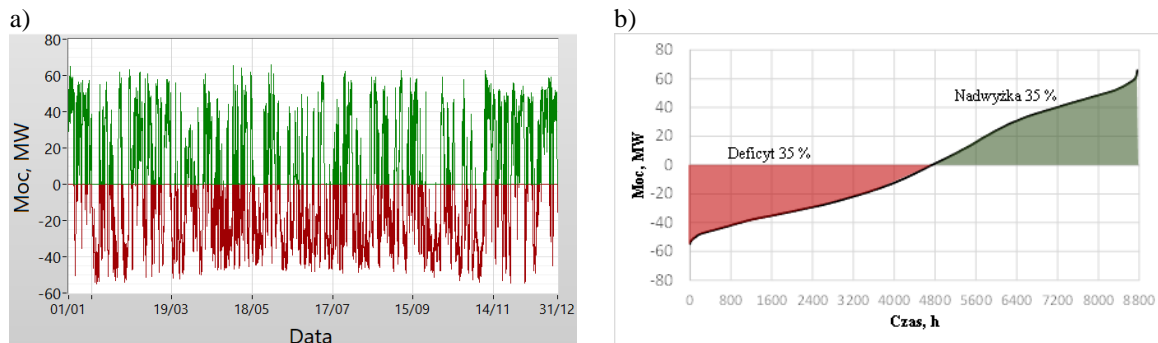 a)
80
60
40
20
0
-20
-40
-60
Moc, MW
01/01 19/03 18/05 17/07 15/09 14/11 31/12
Data
b)
80
60
40
20
0
-20
-40
-60
-80
Moc, MW
Nadwyżka 35 %
Deficyt 35 %
0 800 1600 2400 3200 4000 4800 5600 6400 7200 8000 8800
Czas, h